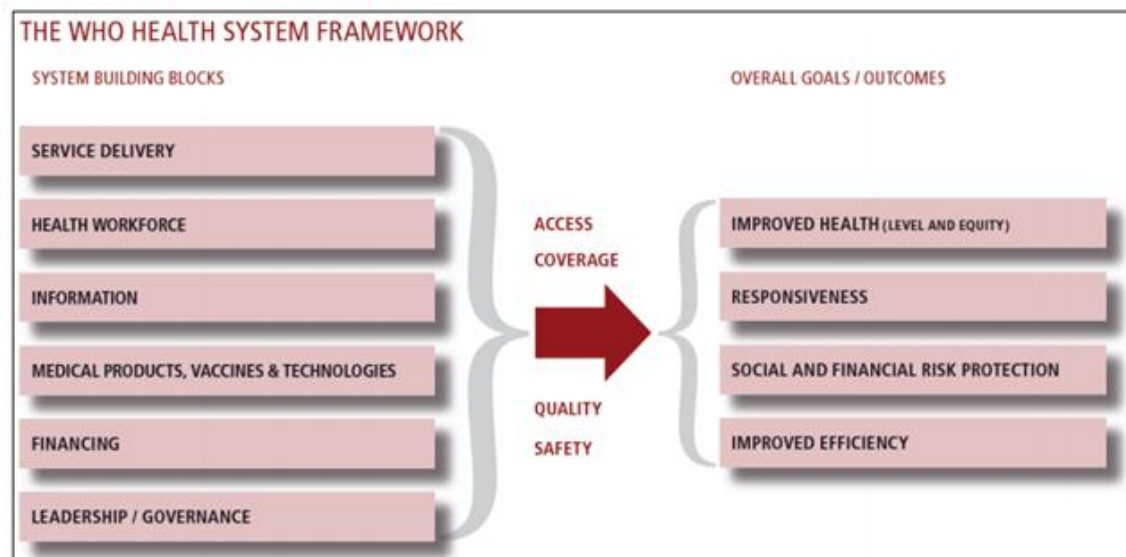 THE WHO HEALTH SYSTEM FRAMEWORK
SYSTEM BUILDING BLOCKS
SERVICE DELIVERY
HEALTH WORKFORCE
INFORMATION
MEDICAL PRODUCTS, VACCINES & TECHNOLOGIES
FINANCING
LEADERSHIP / GOVERNANCE
ACCESS
COVERAGE
QUALITY
SAFETY
OVERALL GOALS / OUTCOMES
IMPROVED HEALTH (LEVEL AND EQUITY)
RESPONSIVENESS
SOCIAL AND FINANCIAL RISK PROTECTION
IMPROVED EFFICIENCY